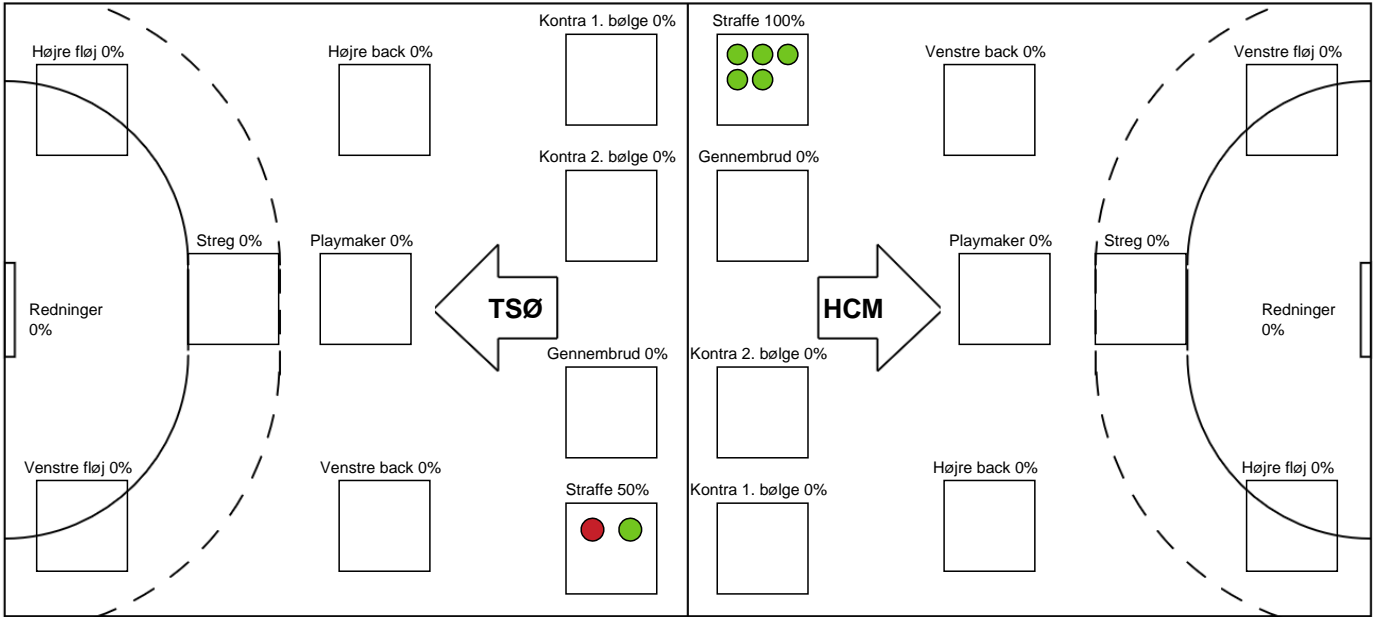 Kontra 1. bølge 0%
Straffe 100%
Højre fløj 0%
Højre back 0%
Venstre back 0%
Venstre fløj 0%
Kontra 2. bølge 0%
Gennembrud 0%
Streg 0%
Playmaker 0%
Playmaker 0%
Streg 0%
Redninger
0%
TSØ
HCM
Redninger
0%
Gennembrud 0%
Kontra 2. bølge 0%
Venstre fløj 0%
Venstre back 0%
Højre back 0%
Højre fløj 0%
Straffe 50%
Kontra 1. bølge 0%